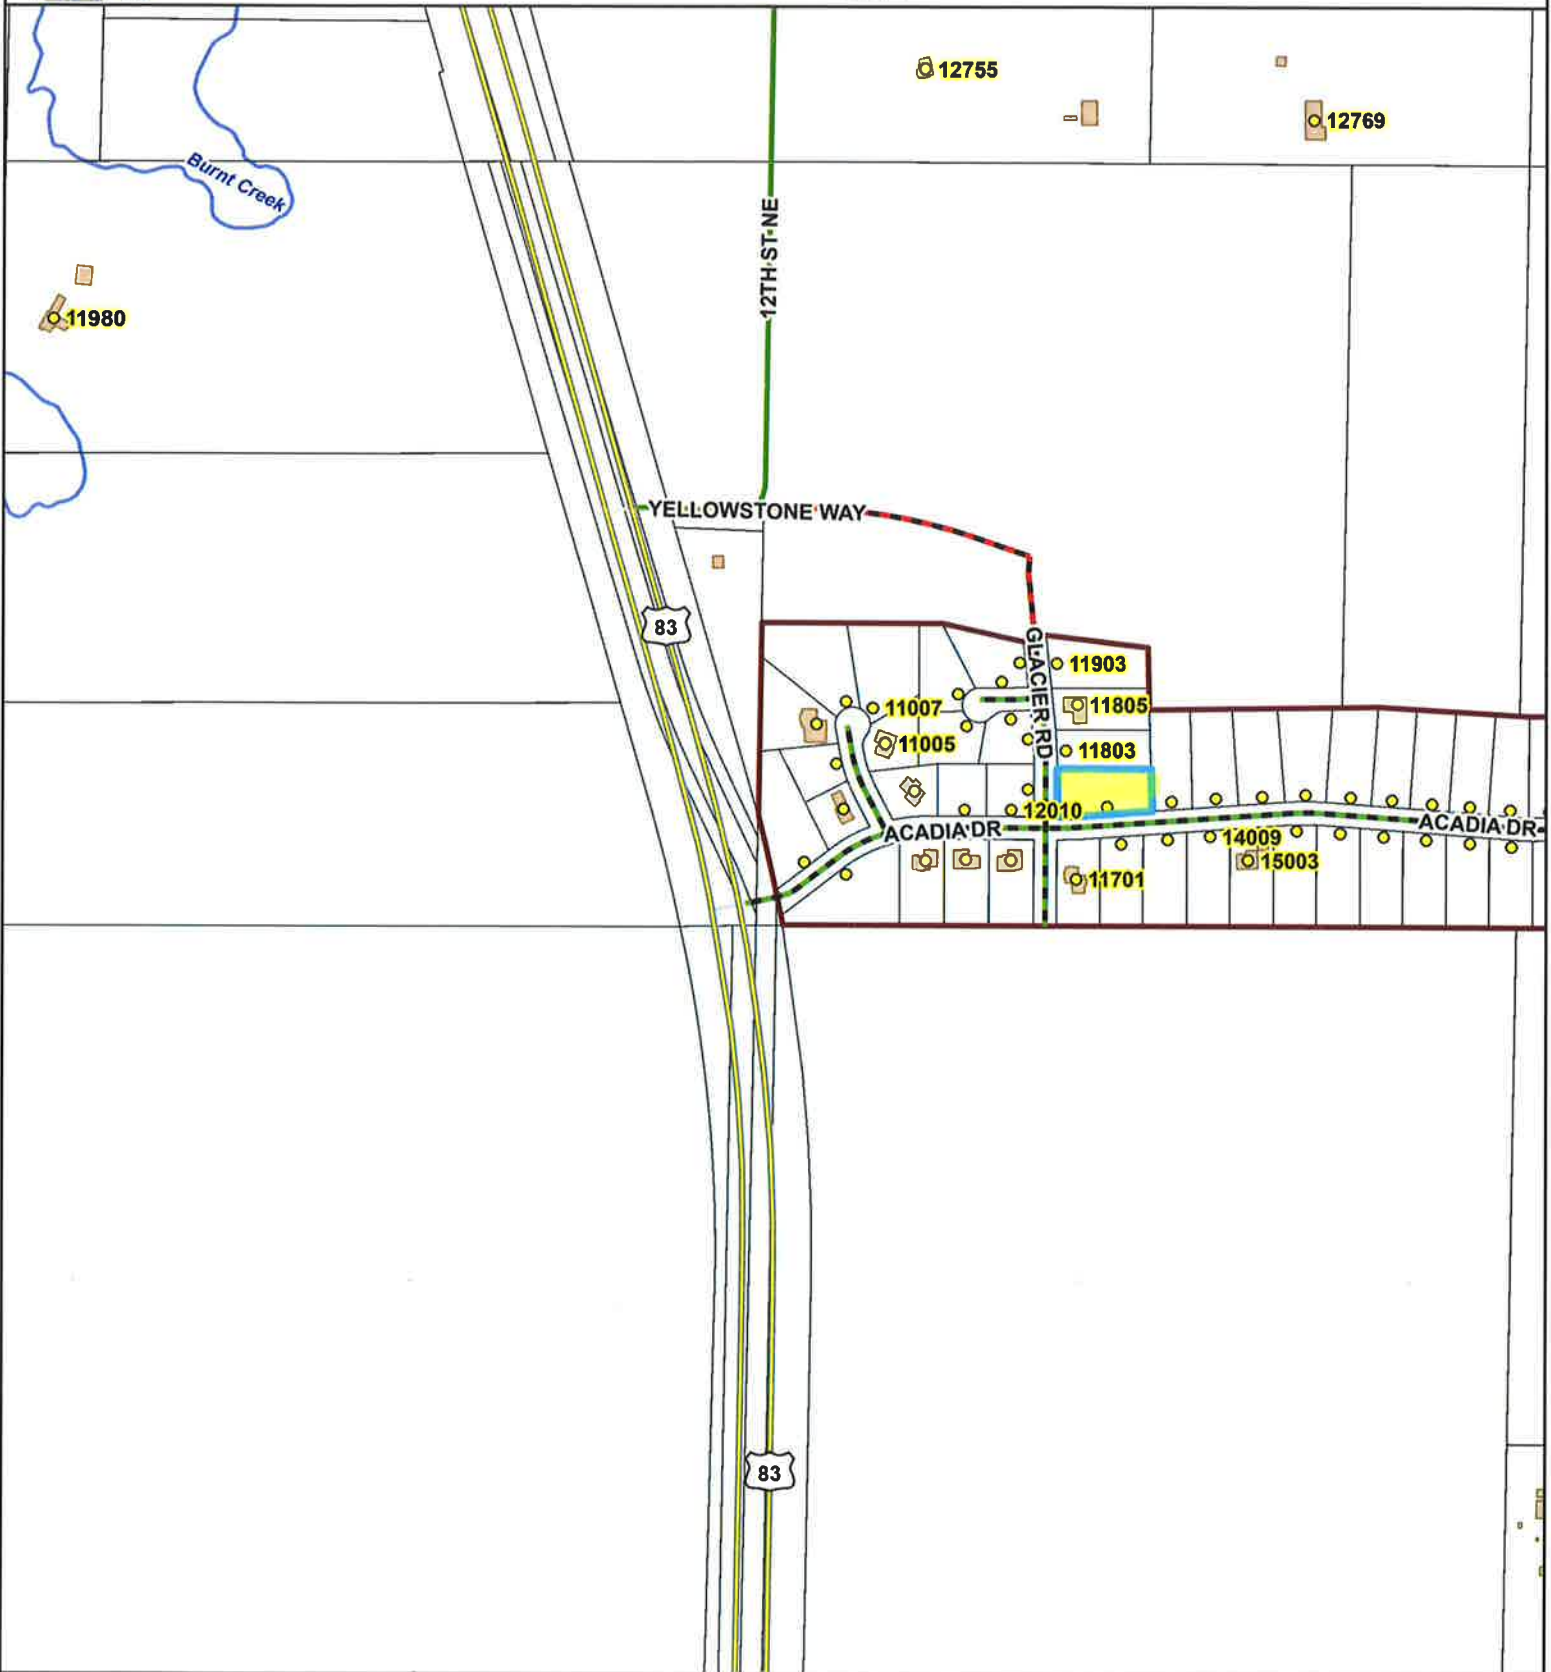 12755
12769
Burnt Creek
12TH ST NE
11980
YELLOWSTONE WAY
83
GLACIER RD
11903
11007
11805
11005
11803
12010
ACADIA DR
ACADIA DR
14009
15003
11701
83